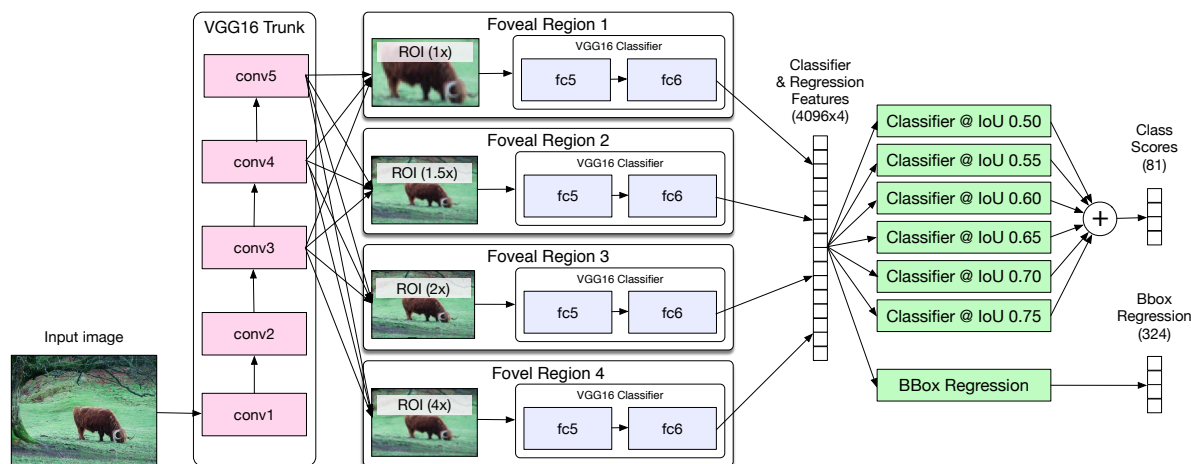 VGG16 Trunk
conv5
conv4
conv3
conv2
conv1
Input image
Foveal Region 1
ROI (1x)
VGG16 Classifier
fc5
fc6
Foveal Region 2
ROI (1.5x)
VGG16 Classifier
fc5
fc6
Foveal Region 3
ROI (2x)
VGG16 Classifier
fc5
fc6
Fovel Region 4
ROI (4x)
VGG16 Classifier
fc5
fc6
Classifier
& Regression
Features
(4096x4)
Classifier @ IoU 0.50
Classifier @ IoU 0.55
Classifier @ IoU 0.60
Classifier @ IoU 0.65
Classifier @ IoU 0.70
Classifier @ IoU 0.75
BBox Regression
+
Class
Scores
(81)
Bbox
Regression
(324)